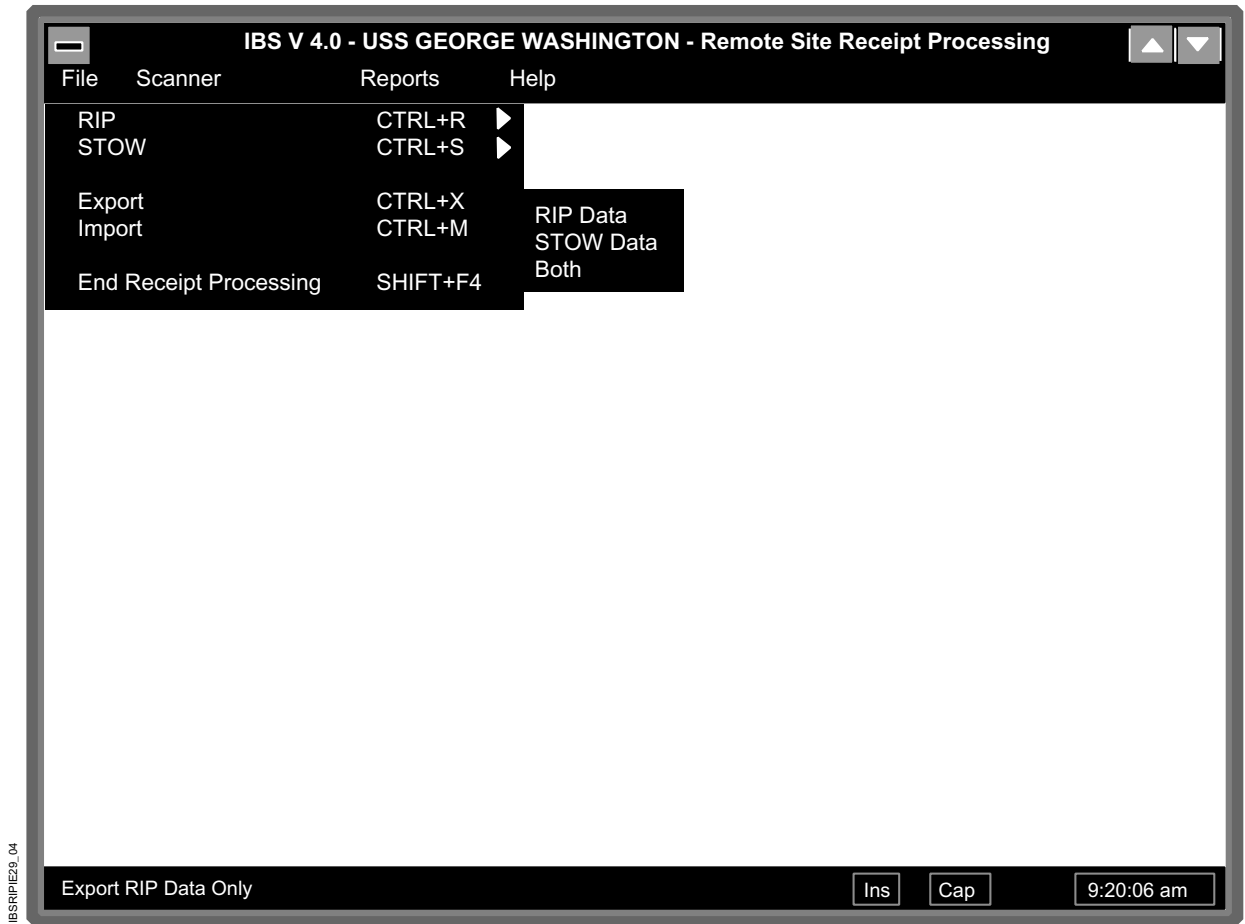 IBS V 4.0 - USS GEORGE WASHINGTON - Remote Site Receipt Processing
File Scanner Reports Help
RIP CTRL+R
STOW CTRL+S
Export CTRL+X
Import CTRL+M
End Receipt Processing SHIFT+F4
RIP Data
STOW Data
Both
Export RIP Data Only Ins Cap 9:20:06 am
IBSRIPIE29_04